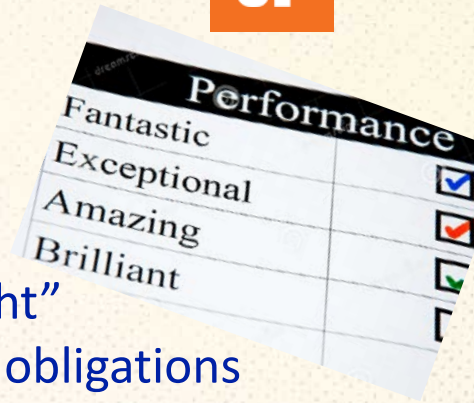 Performance
Fantastic
Exceptional
Amazing
Brilliant
ht”
obligations